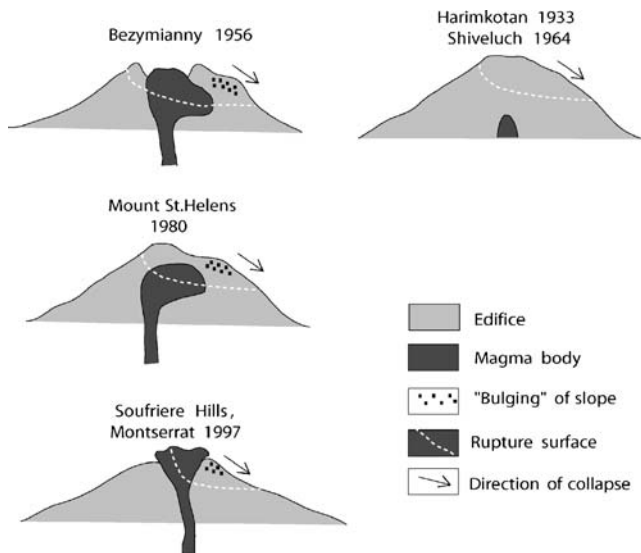 Bezymianny 1956
Harimkotan 1933
Shiveluch 1964
Mount St.Helens
1980
Soufriere Hills,
Montserrat 1997
Edifice
Magma body
"Bulging" of slope
Rupture surface
Direction of collapse